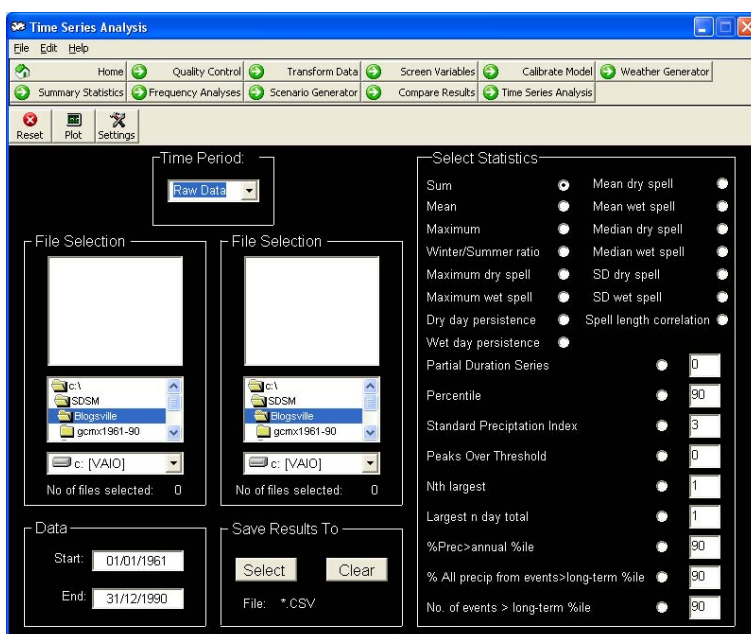 Time Series Analysis
File Edit Help
Home Quality Control Transform Data Screen Variables Calibrate Model Weather Generator
Summary Statistics Frequency Analyses Scenario Generator Compare Results Time Series Analysis
Reset Plot Settings
Time Period:
Raw Data
File Selection
c:\
SDSM
Blogsville
gcmx1961-90
c: [VAIO]
No of files selected: 0
File Selection
c:\
SDSM
Blogsville
gcmx1961-90
c: [VAIO]
No of files selected: 0
Data
Start: 01/01/1961
End: 31/12/1990
Save Results To
Select Clear
File: *.CSV
Select Statistics
Sum Mean dry spell
Mean Mean wet spell
Maximum Median dry spell
Winter/Summer ratio Median wet spell
Maximum dry spell SD dry spell
Maximum wet spell SD wet spell
Dry day persistence Spell length correlation
Wet day persistence
Partial Duration Series 0
Percentile 90
Standard Preciptation Index 3
Peaks Over Threshold 0
Nth largest 1
Largest n day total 1
%Prec>annual %ile 90
% All precip from events>long-term %ile 90
No. of events > long-term %ile 90